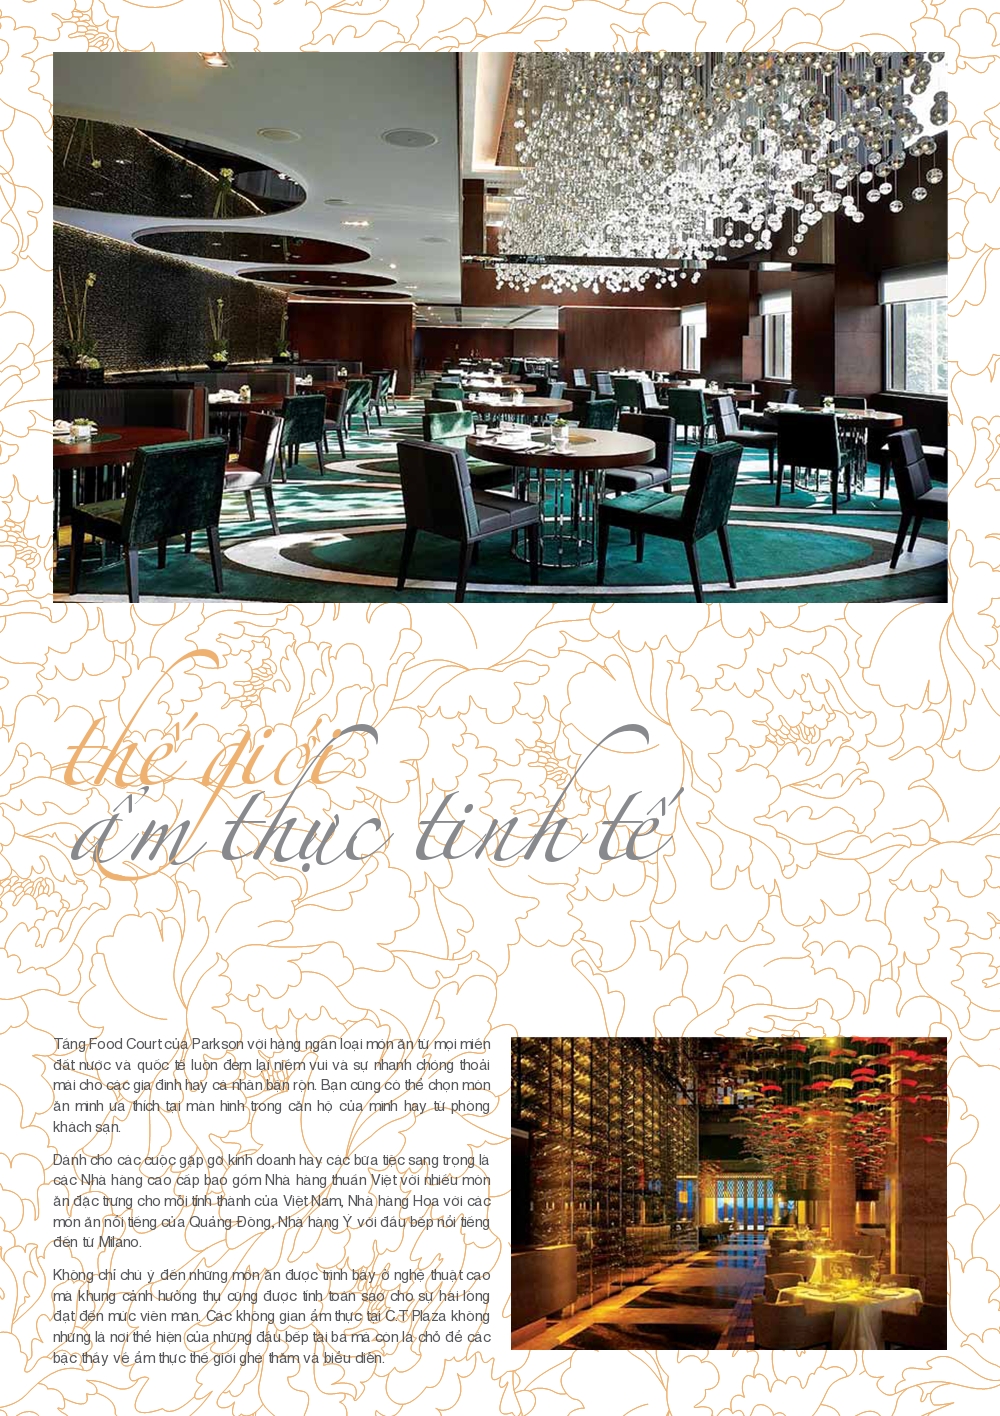 thế giới
ẩm thực tinh tế
Tầng Food Court của Parkson với hàng ngàn loại món ăn từ mọi miền
đất nước và quốc tế luôn đem lại niềm vui và sự nhanh chóng thoải
mái cho các gia đình hay cá nhân bận rộn. Bạn cũng có thể chọn món
ăn mình ưa thích tại màn hình trong căn hộ của mình hay từ phòng
khách sạn.
Dành cho các cuộc gặp gỡ kinh doanh hay các bữa tiệc sang trọng là
các Nhà hàng cao cấp bao gồm Nhà hàng thuần Việt với nhiều món
ăn đặc trưng cho mỗi tỉnh thành của Việt Nam, Nhà hàng Hoa với các
món ăn nổi tiếng của Quảng Đông, Nhà hàng Ý với đầu bếp nổi tiếng
đến từ Milano.
Không chỉ chú ý đến những món ăn được trình bày ở nghệ thuật cao
mà khung cảnh hưởng thụ cũng được tính toán sao cho sự hài lòng
đạt đến mức viên mãn. Các không gian ẩm thực tại C.T Plaza không
những là nơi thể hiện của những đầu bếp tài ba mà còn là chỗ để các
bậc thầy về ẩm thực thế giới ghé thăm và biểu diễn.